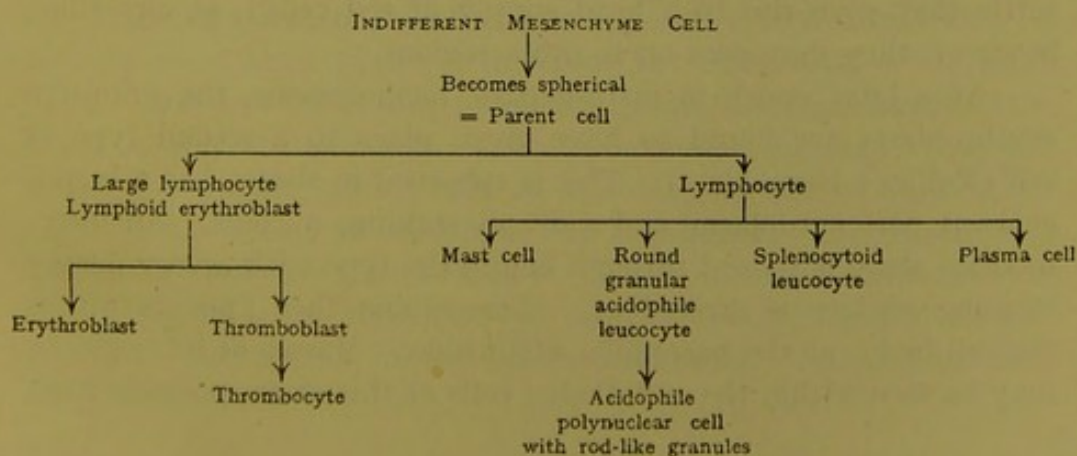 INDIFFERENT MESENCHYME CELL
Becomes spherical
= Parent cell
Large lymphocyte
Lymphoid erythroblast
Lymphocyte
Mast cell
Round
granular
acidophile
leucocyte
Splenocytoid
leucocyte
Plasma cell
Erythroblast
Thromboblast
Thrombocyte
Acidophile
polynuclear cell
with rod-like granules